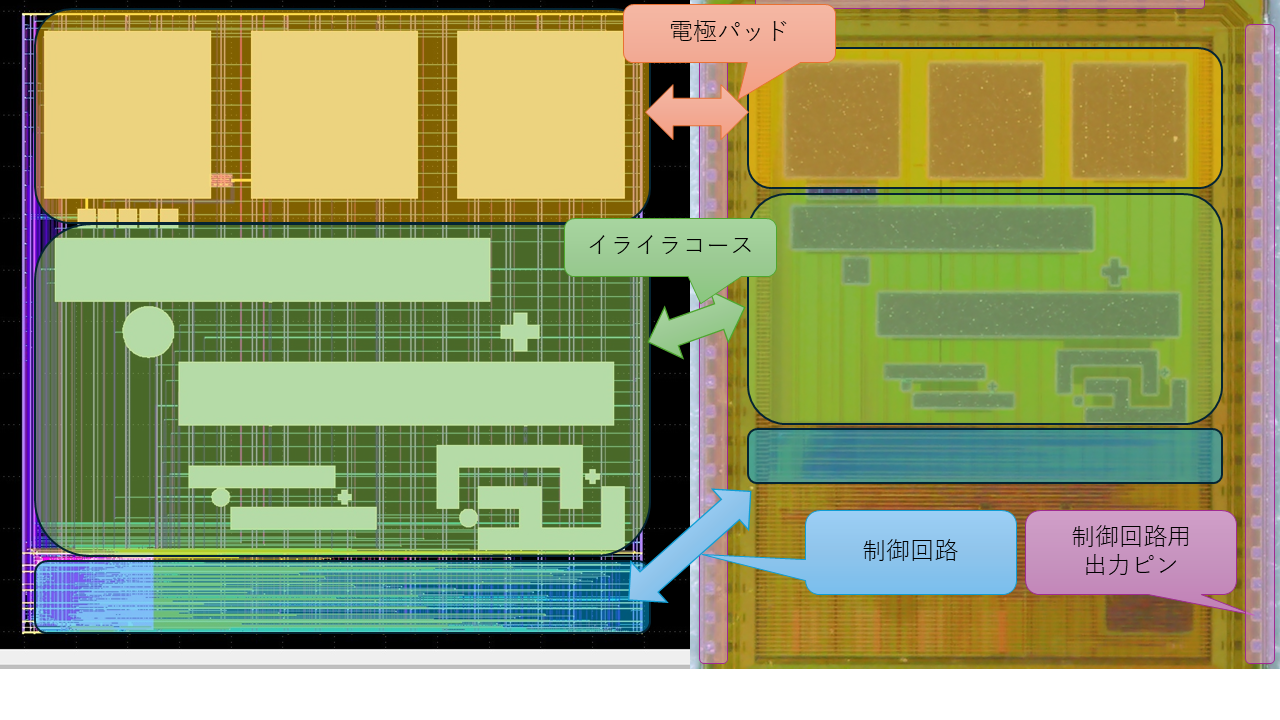 電極パッド
イライラコース
制御回路
制御回路用
出力ピン